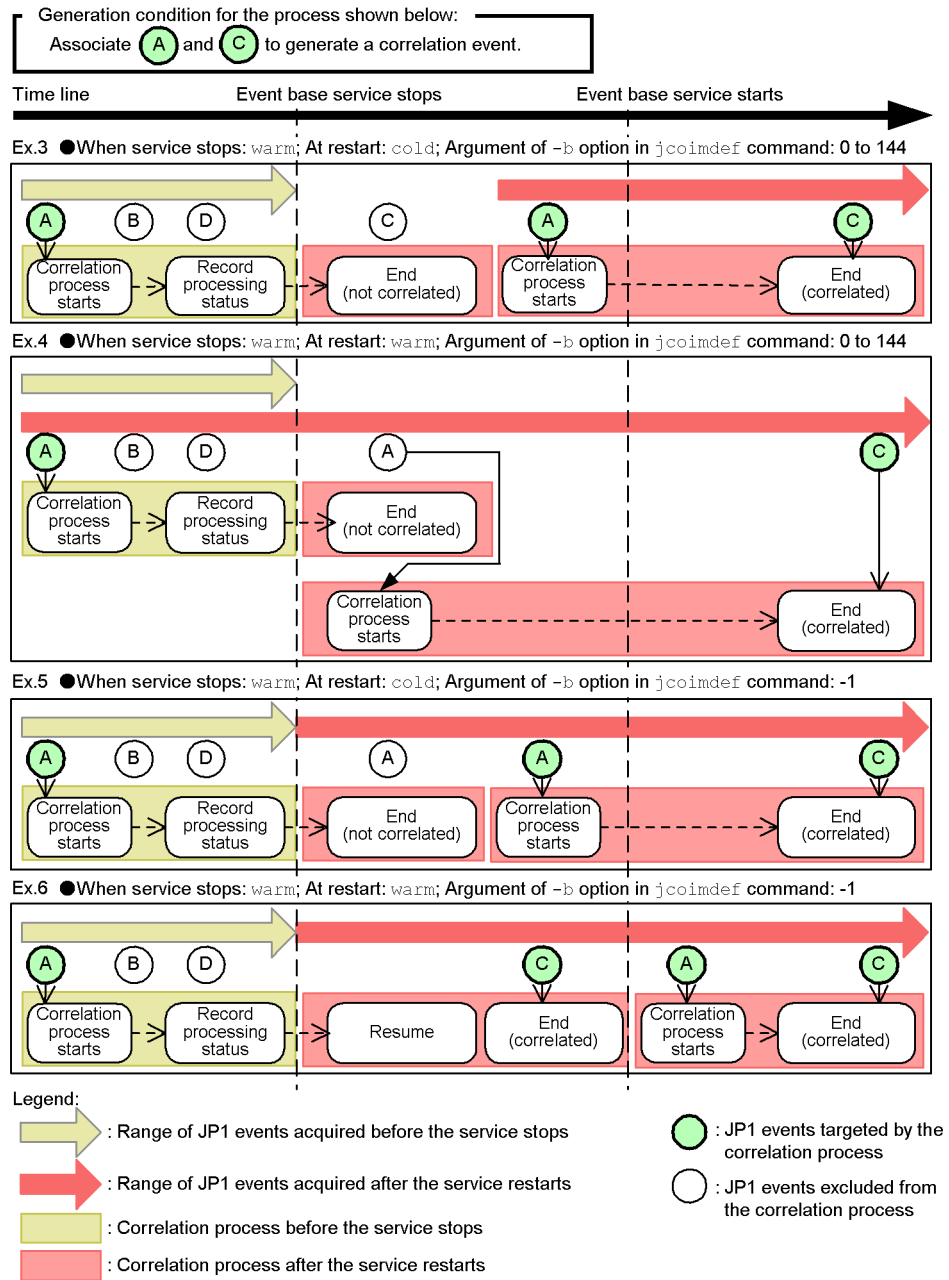 Generation condition for the process shown below:
Associate A and C to generate a correlation event.
Time line
Event base service stops
Event base service starts
Ex.3 ●When service stops: warm; At restart: cold; Argument of -b option in jcoimdef command: 0 to 144
A B D C A C
Correlation process starts
Record processing status
End (not correlated)
Correlation process starts
End (correlated)
Ex.4 ●When service stops: warm; At restart: warm; Argument of -b option in jcoimdef command: 0 to 144
A B D A C
Correlation process starts
Record processing status
End (not correlated)
Correlation process starts
End (correlated)
Ex.5 ●When service stops: warm; At restart: cold; Argument of -b option in jcoimdef command: -1
A B D A A C
Correlation process starts
Record processing status
End (not correlated)
Correlation process starts
End (correlated)
Ex.6 ●When service stops: warm; At restart: warm; Argument of -b option in jcoimdef command: -1
A B D C A C
Correlation process starts
Record processing status
Resume
End (correlated)
Correlation process starts
End (correlated)
Legend:
: Range of JP1 events acquired before the service stops
: Range of JP1 events acquired after the service restarts
: Correlation process before the service stops
: Correlation process after the service restarts
: JP1 events targeted by the
correlation process
: JP1 events excluded from
the correlation process